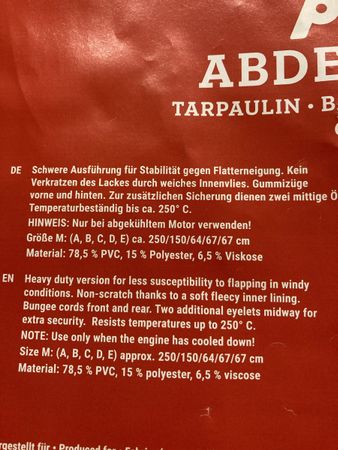 ABDE
TARPAULIN • B
DE Schwere Ausführung für Stabilität gegen Flatterneigung. Kein
Verkratzen des Lackes durch weiches Innenvlies. Gummizüge
vorne und hinten. Zur zusätzlichen Sicherung dienen zwei mittige Ö
Temperaturbeständig bis ca. 250° C.
HINWEIS: Nur bei abgekühltem Motor verwenden!
Größe M: (A, B, C, D, E) ca. 250/150/64/67/67 cm
Material: 78,5 % PVC, 15 % Polyester, 6,5 % Viskose
EN Heavy duty version for less susceptibility to flapping in windy
conditions. Non-scratch thanks to a soft fleecy inner lining.
Bungee cords front and rear. Two additional eyelets midway for
extra security. Resists temperatures up to 250° C.
NOTE: Use only when the engine has cooled down!
Size M: (A, B, C, D, E) approx. 250/150/64/67/67 cm
Material: 78,5 % PVC, 15 % polyester, 6,5 % viscose
ergestellt für • Produced for •